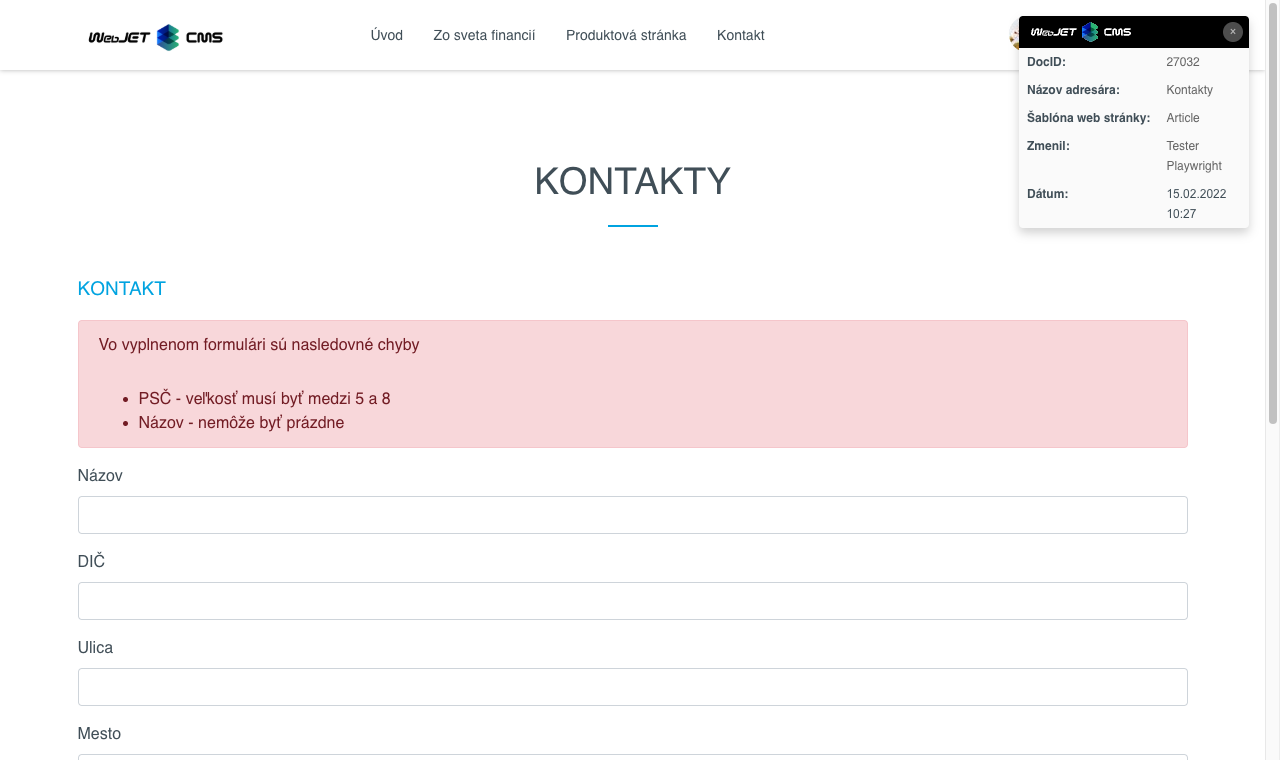 WebJET CMS
Úvod
Zo sveta financií
Produktová stránka
Kontakt
WebJET CMS
×
DocID: 27032
Názov adresára: Kontakty
Šablóna web stránky: Article
Zmenil: Tester
Playwright
Dátum: 15.02.2022
10:27
KONTAKTY
KONTAKT
Vo vyplnenom formulári sú nasledovné chyby
• PSČ - veľkosť musí byť medzi 5 a 8
• Názov - nemôže byť prázdne
Názov
DIČ
Ulica
Mesto